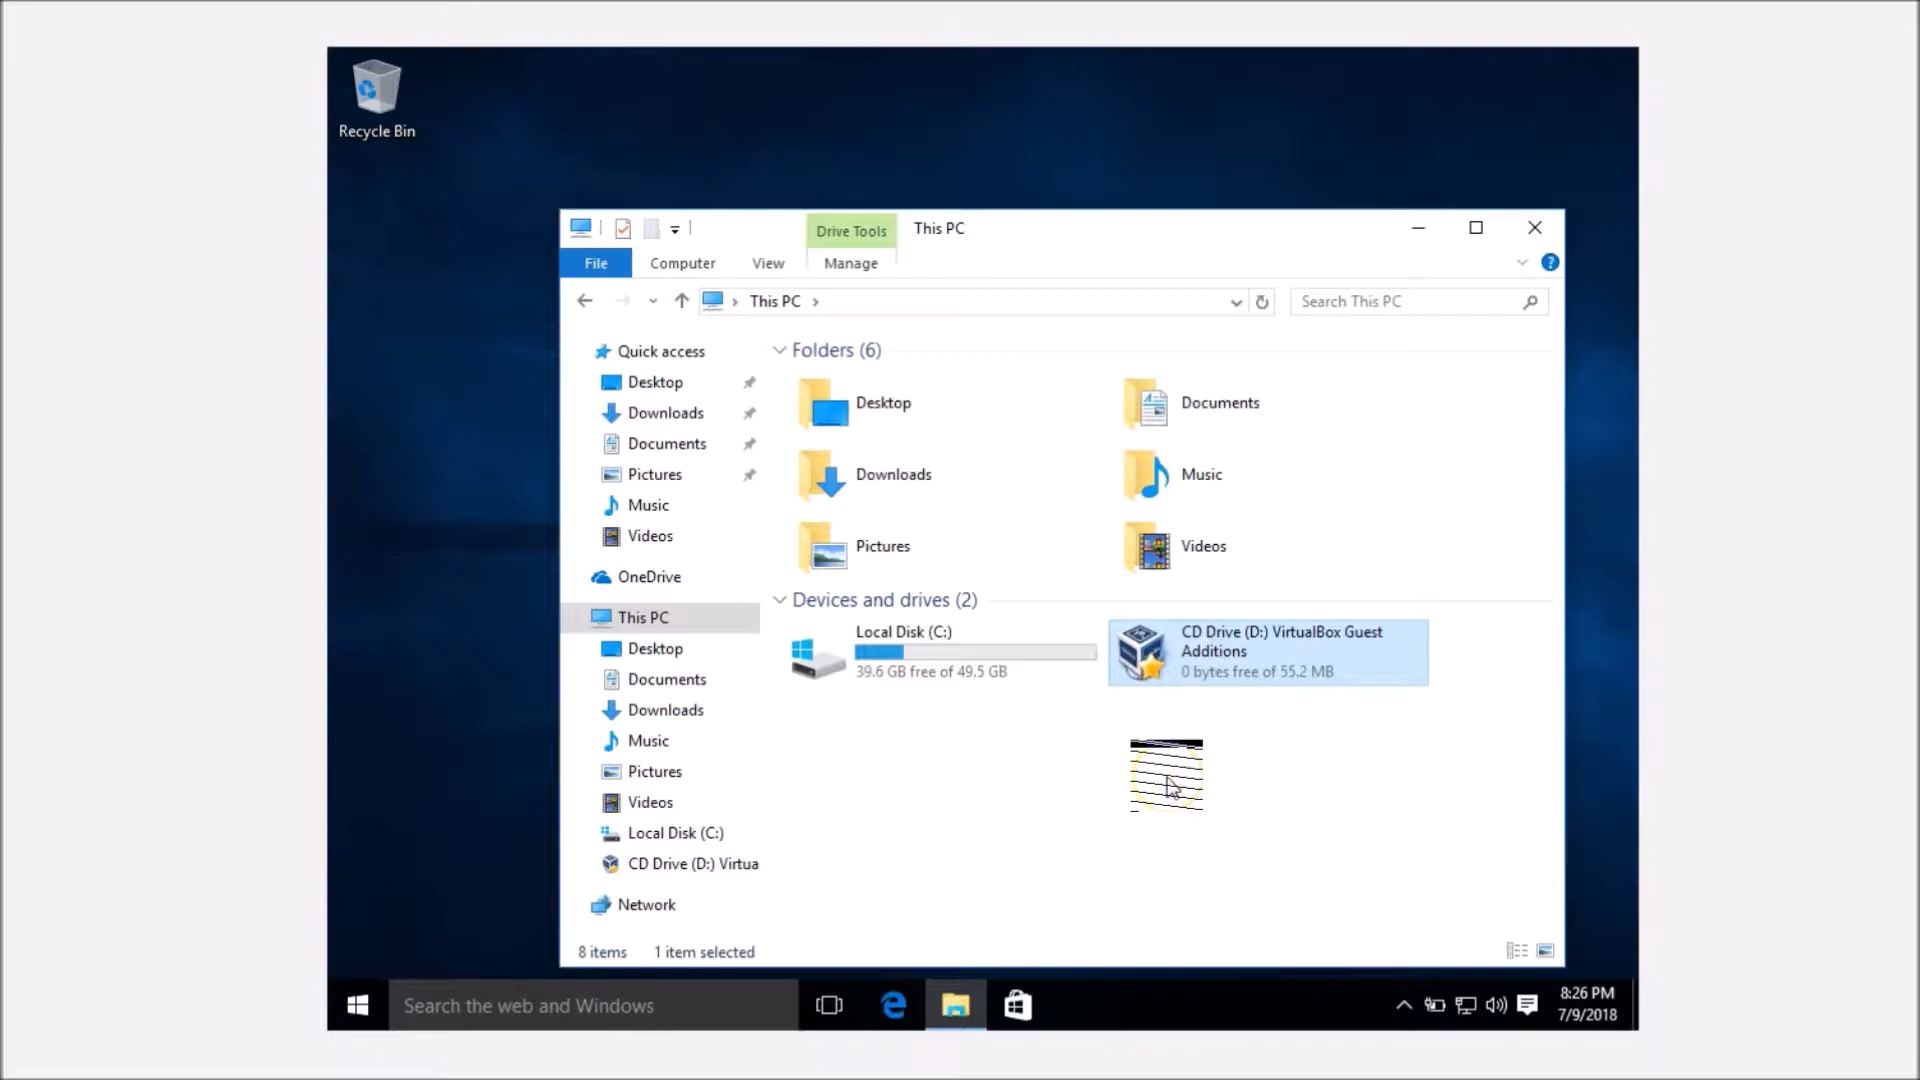 Recycle Bin
Drive Tools
This PC
File
Computer
View
Manage
This PC
Search This PC
Quick access
Desktop
Downloads
Documents
Pictures
Music
Videos
OneDrive
This PC
Desktop
Documents
Downloads
Music
Pictures
Videos
Local Disk (C:)
CD Drive (D:) Virtua
Network
Folders (6)
Desktop
Documents
Downloads
Music
Pictures
Videos
Devices and drives (2)
Local Disk (C:)
39.6 GB free of 49.5 GB
CD Drive (D:) VirtualBox Guest
Additions
0 bytes free of 55.2 MB
8 items
1 item selected
Search the web and Windows
8:26 PM
7/9/2018